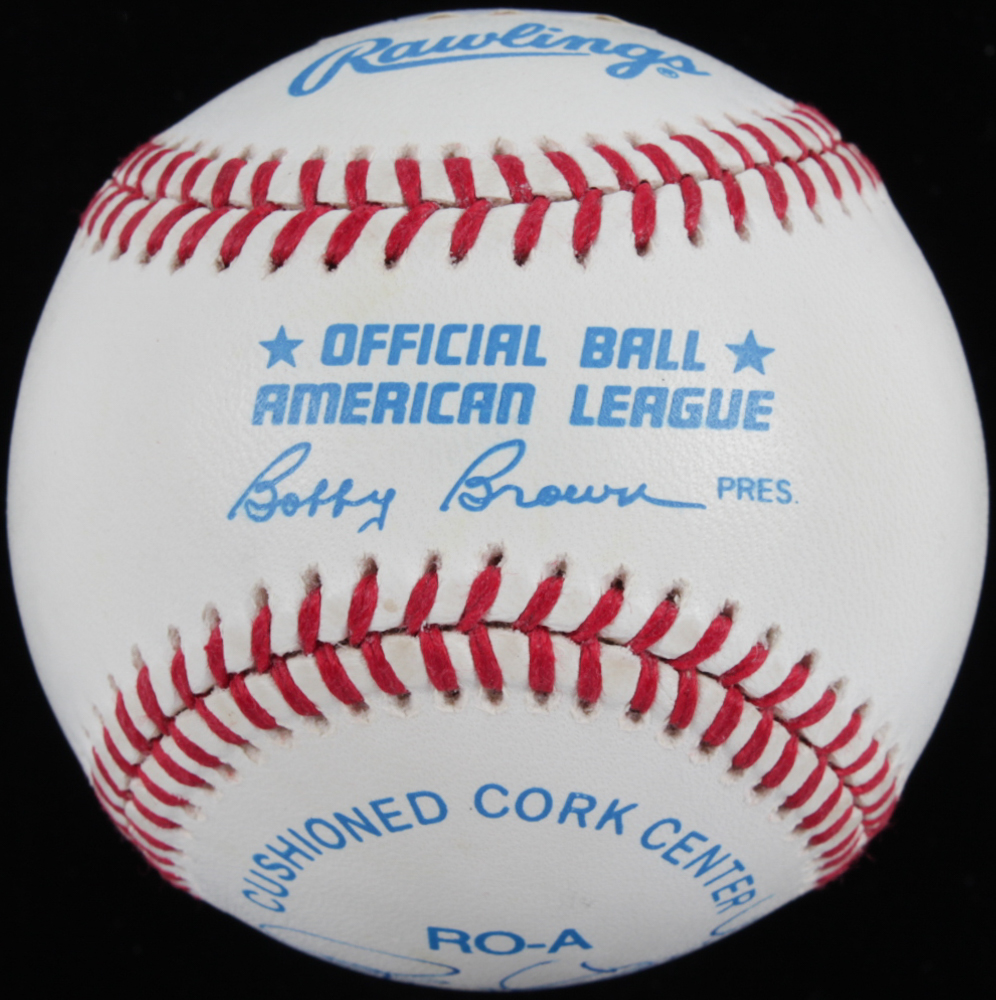 Rawlings®
★ OFFICIAL BALL ★
AMERICAN LEAGUE
Bobby Brown PRES.
CUSHIONED CORK CENTER
RO-A